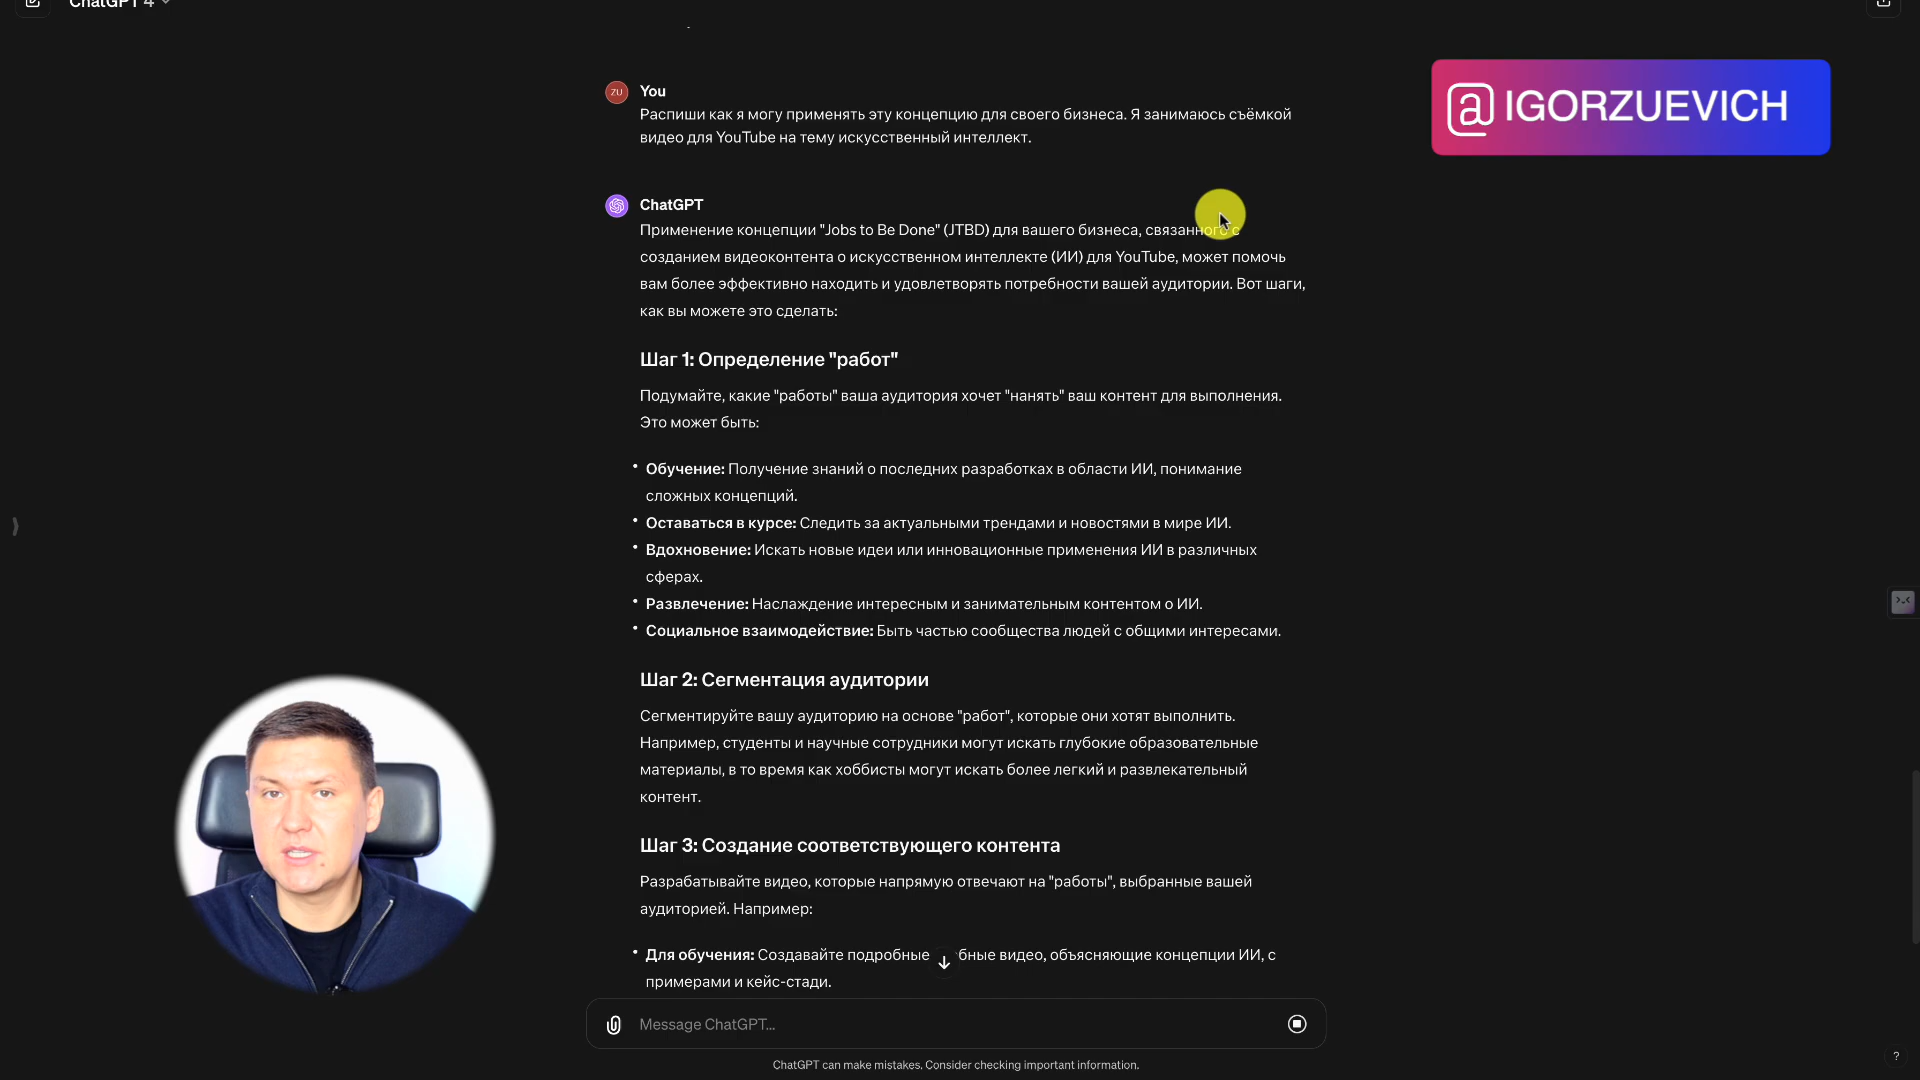 ChatGPT 4
@IGORZUEVICH
ZU
You
Распиши как я могу применять эту концепцию для своего бизнеса. Я занимаюсь съёмкой
видео для YouTube на тему искусственный интеллект.
ChatGPT
Применение концепции "Jobs to Be Done" (JTBD) для вашего бизнеса, связанного с
созданием видеоконтента о искусственном интеллекте (ИИ) для YouTube, может помочь
вам более эффективно находить и удовлетворять потребности вашей аудитории. Вот шаги,
как вы можете это сделать:
Шаг 1: Определение "работ"
Подумайте, какие "работы" ваша аудитория хочет "нанять" ваш контент для выполнения.
Это может быть:
• Обучение: Получение знаний о последних разработках в области ИИ, понимание
сложных концепций.
• Оставаться в курсе: Следить за актуальными трендами и новостями в мире ИИ.
• Вдохновение: Искать новые идеи или инновационные применения ИИ в различных
сферах.
• Развлечение: Наслаждение интересным и занимательным контентом о ИИ.
• Социальное взаимодействие: Быть частью сообщества людей с общими интересами.
Шаг 2: Сегментация аудитории
Сегментируйте вашу аудиторию на основе "работ", которые они хотят выполнить.
Например, студенты и научные сотрудники могут искать глубокие образовательные
материалы, в то время как хоббисты могут искать более легкий и развлекательный
контент.
Шаг 3: Создание соответствующего контента
Разрабатывайте видео, которые напрямую отвечают на "работы", выбранные вашей
аудиторией. Например:
• Для обучения: Создавайте подробные бные видео, объясняющие концепции ИИ, с
примерами и кейс-стади.
Message ChatGPT...
ChatGPT can make mistakes. Consider checking important information.
?